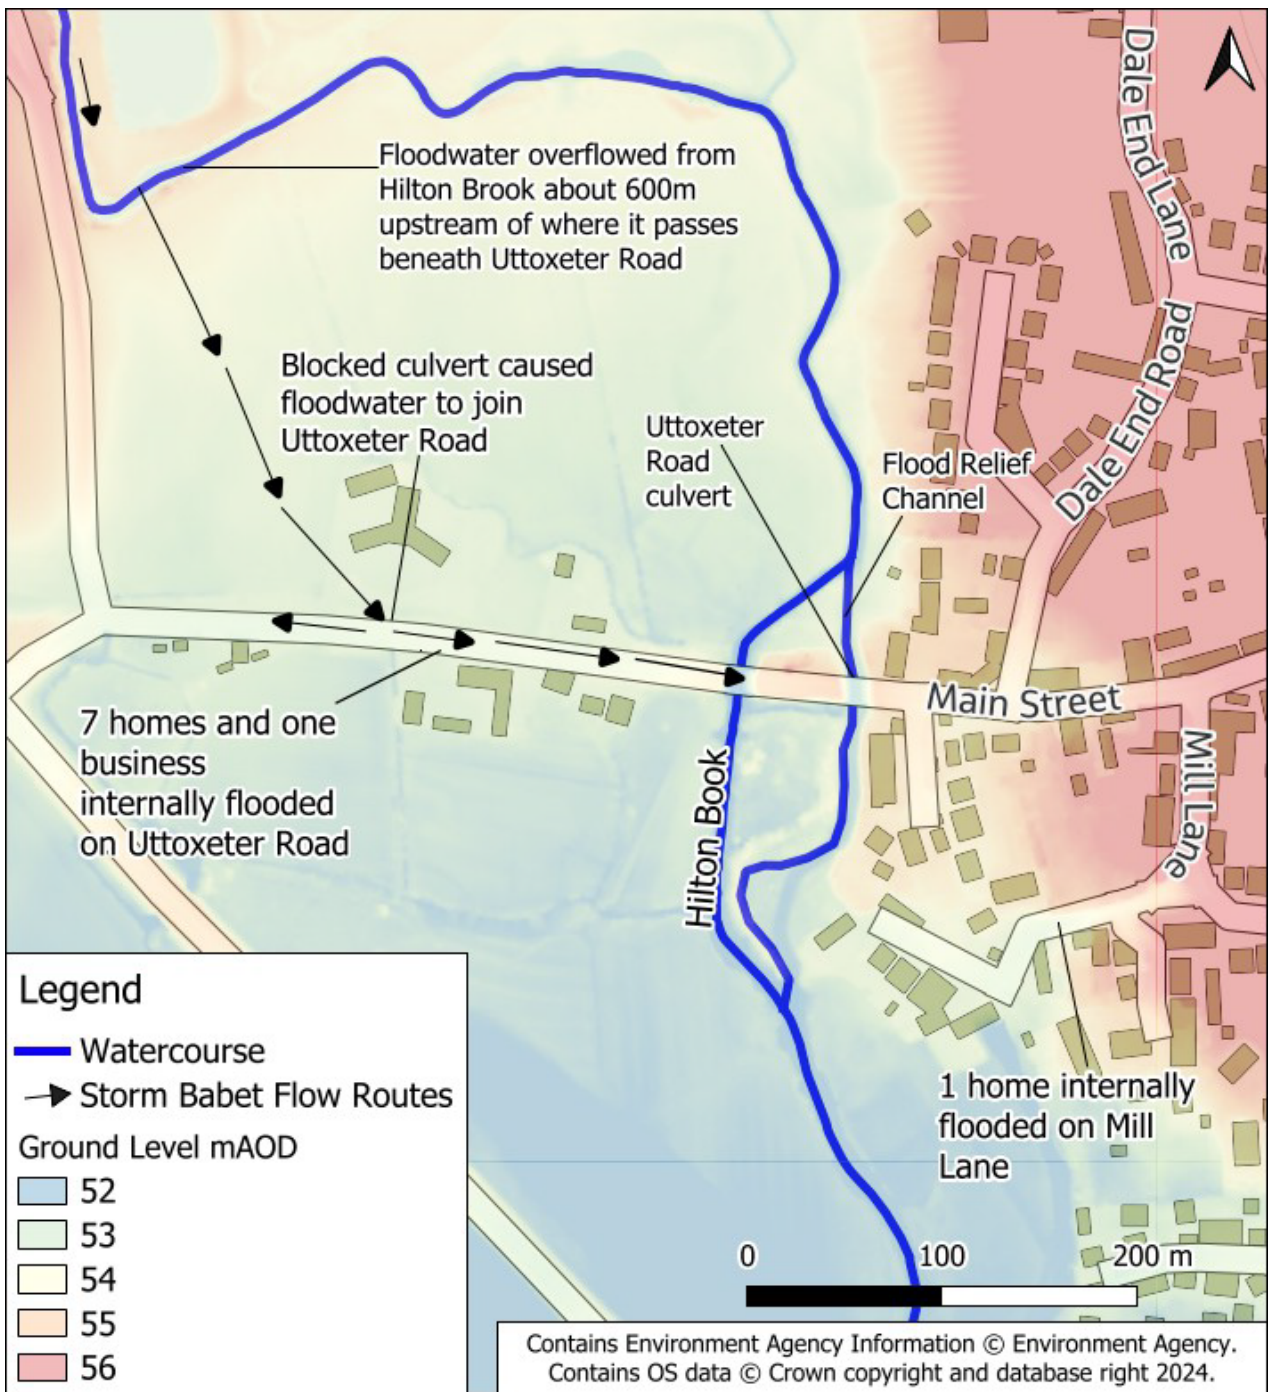 Dale End Lane
Floodwater overflowed from
Hilton Brook about 600m
upstream of where it passes
beneath Uttoxeter Road
Blocked culvert caused
floodwater to join
Uttoxeter Road
Uttoxeter
Road
culvert
Flood Relief
Channel
Dale End Road
Main Street
7 homes and one
business
internally flooded
on Uttoxeter Road
Hilton Book
Mill Lane
1 home internally
flooded on Mill
Lane
Legend
Watercourse
Storm Babet Flow Routes
Ground Level mAOD
52
53
54
55
56
0 100 200 m
Contains Environment Agency Information © Environment Agency.
Contains OS data © Crown copyright and database right 2024.